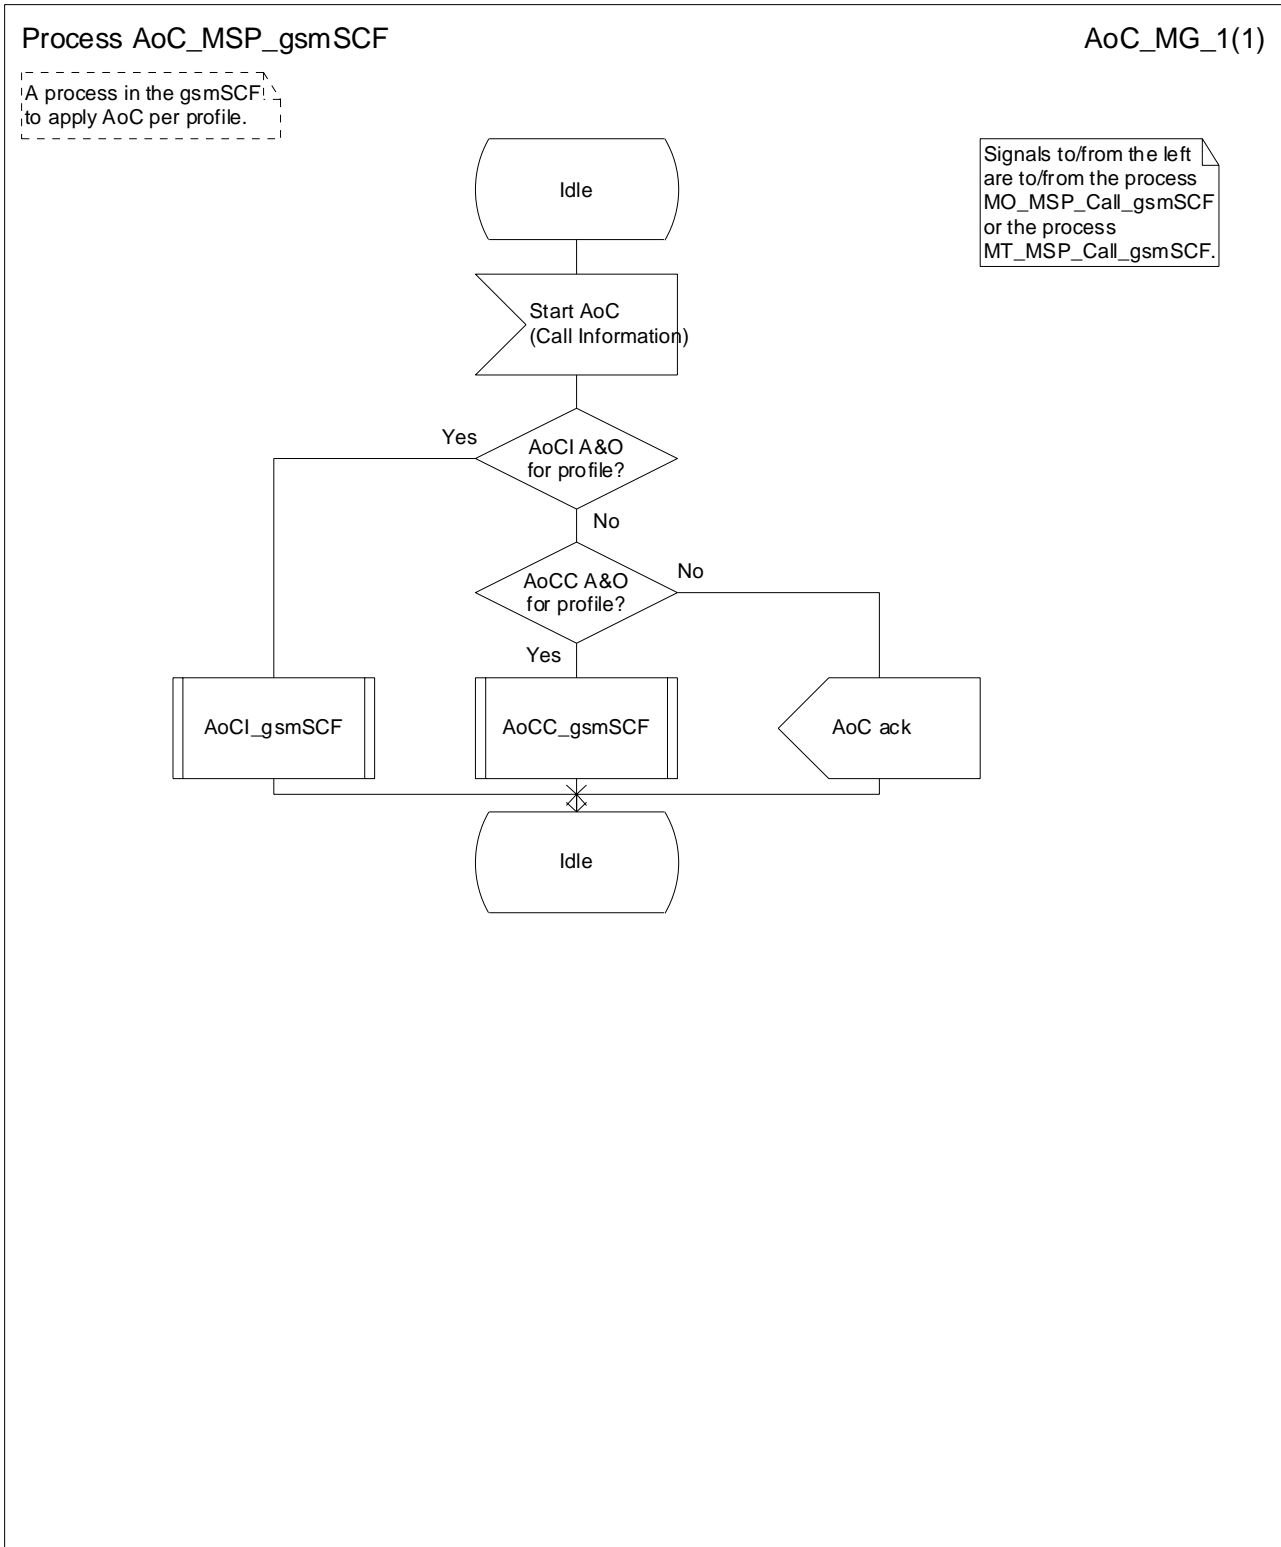 Process AoC_MSP_gsmSCF
AoC_MG_1(1)
A process in the gsmSCF
to apply AoC per profile.
Signals to/from the left
are to/from the process
MO_MSP_Call_gsmSCF
or the process
MT_MSP_Call_gsmSCF.
Idle
Start AoC
(Call Information)
Yes
AoCI A&O
for profile?
No
AoCC A&O
for profile?
No
Yes
AoCI_gsmSCF
AoCC_gsmSCF
AoC ack
Idle